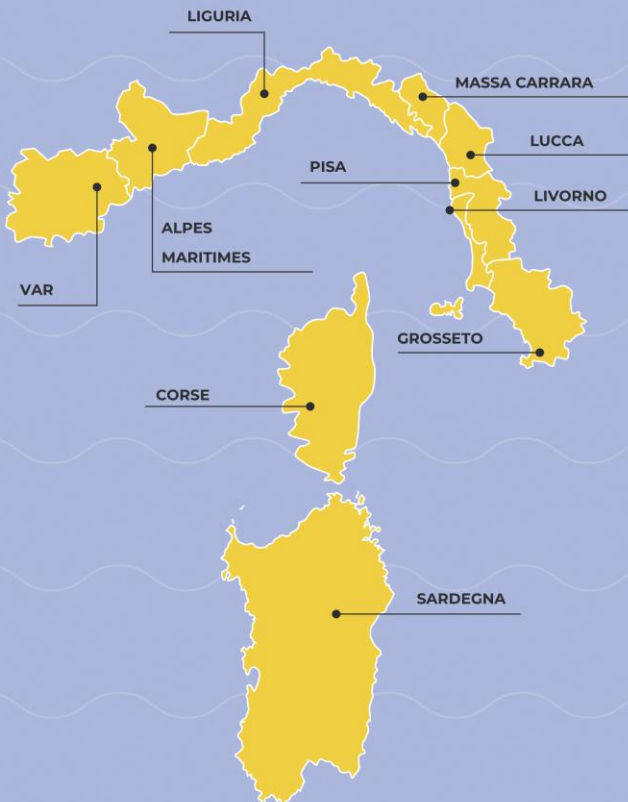 LIGURIA
MASSA CARRARA
LUCCA
PISA
LIVORNO
ALPES
MARITIMES
VAR
GROSSETO
CORSE
SARDEGNA